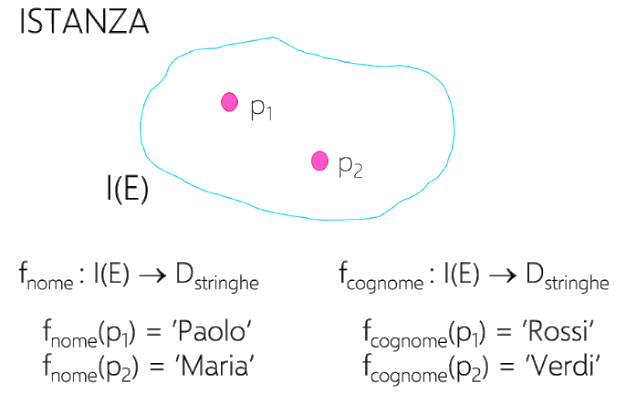 ISTANZA
p₁
p₂
I(E)
fnome : I(E) → Dstringhe
fcognome : I(E) → Dstringhe
fnome(p₁) = 'Paolo'
fcognome(p₁) = 'Rossi'
fnome(p₂) = 'Maria'
fcognome(p₂) = 'Verdi'